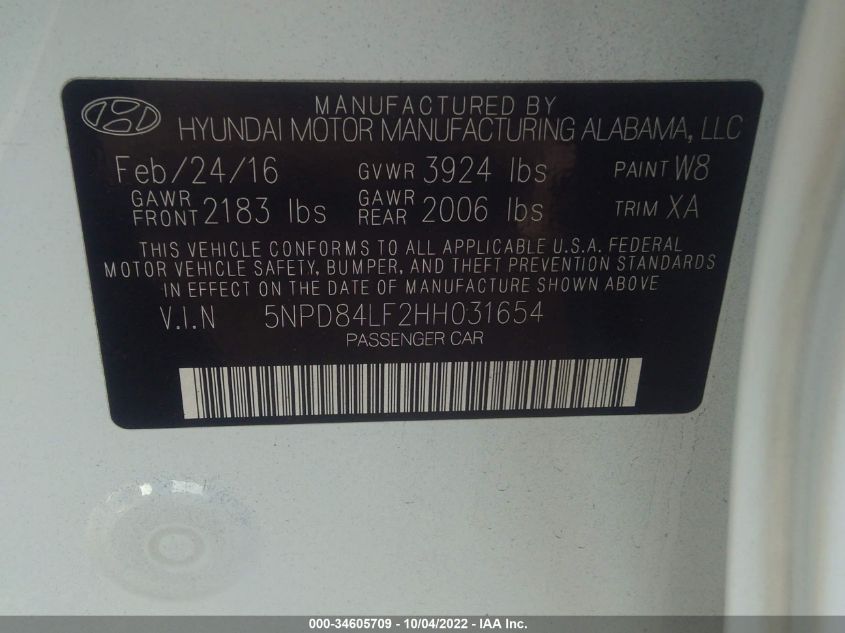 MANUFACTURED BY
HYUNDAI MOTOR MANUFACTURING ALABAMA, LLC
Feb/24/16 GVWR 3924 lbs PAINT W8
GAWR FRONT 2183 lbs GAWR REAR 2006 lbs TRIM XA
THIS VEHICLE CONFORMS TO ALL APPLICABLE U.S.A. FEDERAL
MOTOR VEHICLE SAFETY, BUMPER, AND THEFT PREVENTION STANDARDS
IN EFFECT ON THE DATE OF MANUFACTURE SHOWN ABOVE
V.I.N 5NPD84LF2HH031654
PASSENGER CAR
000-34605709 - 10/04/2022 - IAA Inc.